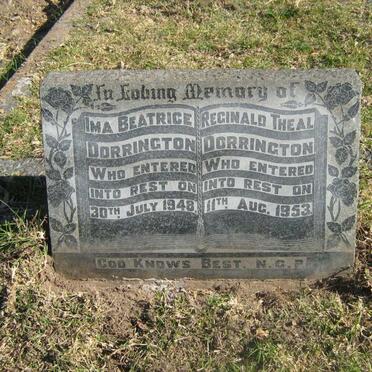 In Loving Memory of
IMA BEATRICE
DORRINGTON
WHO ENTERED
INTO REST ON
30TH JULY 1948
REGINALD THEAL
DORRINGTON
WHO ENTERED
INTO REST ON
11TH AUG. 1953
GOD KNOWS BEST. N.G.P.